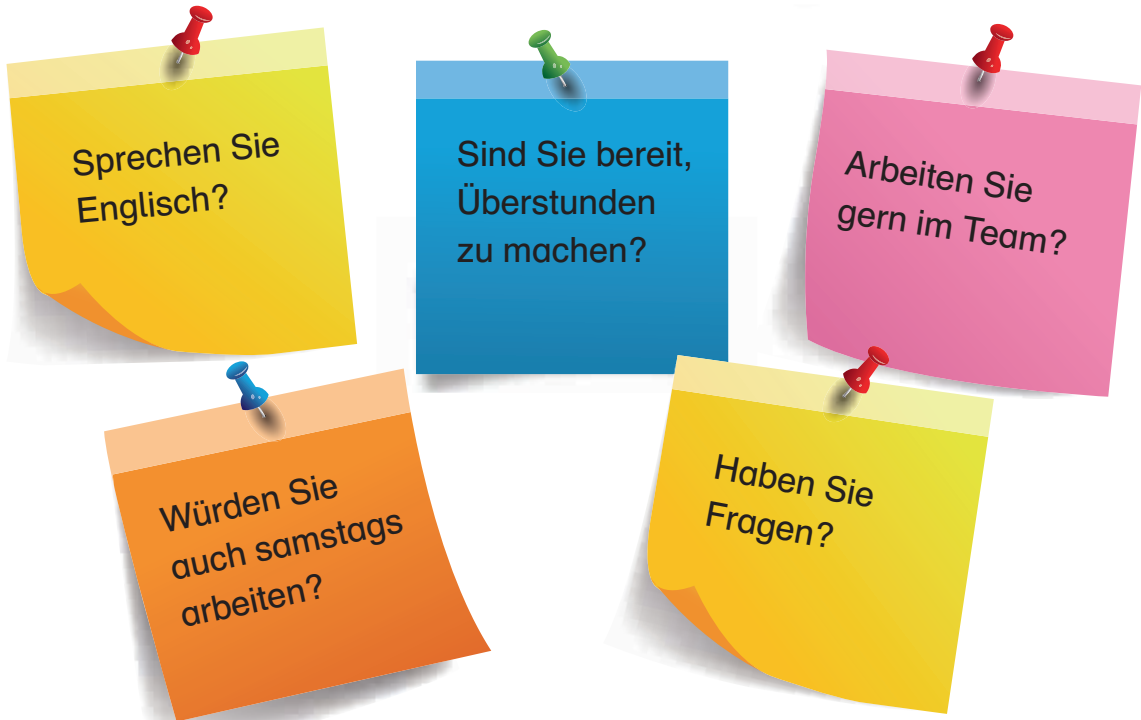 Sprechen Sie
Englisch?
Sind Sie bereit,
Überstunden
zu machen?
Arbeiten Sie
gern im Team?
Würden Sie
auch samstags
arbeiten?
Haben Sie
Fragen?